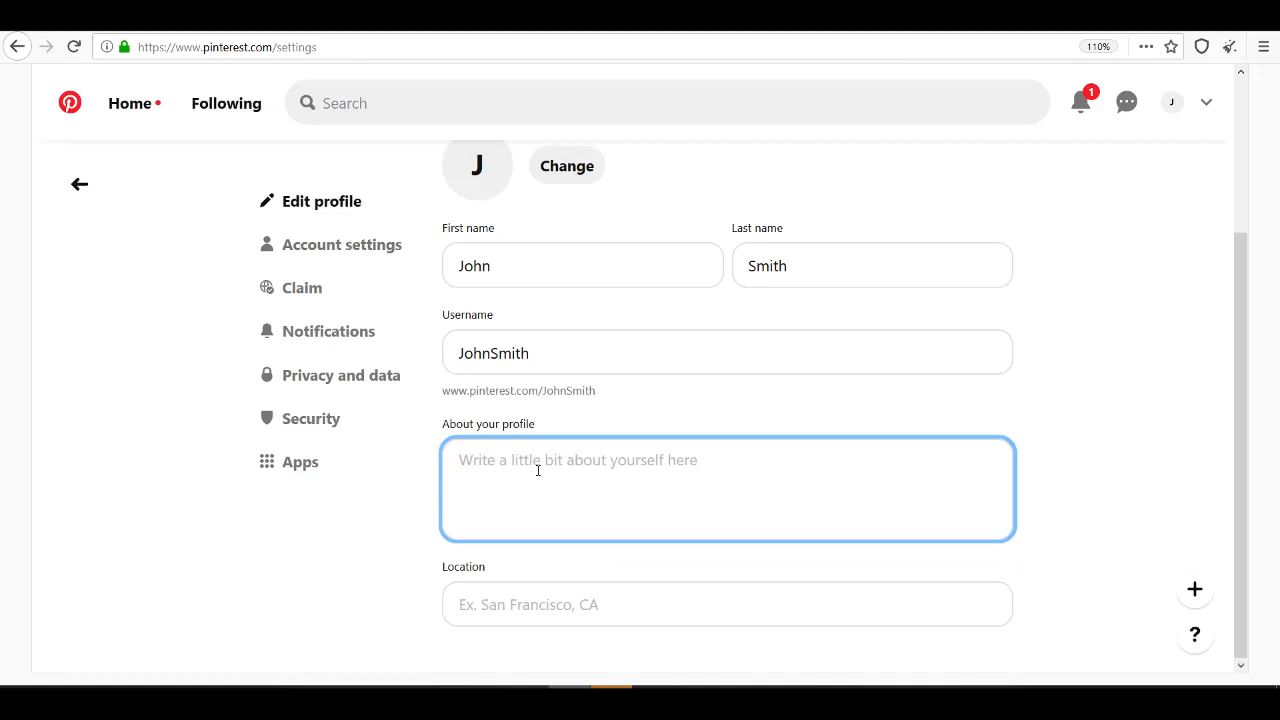 https://www.pinterest.com/settings
110%
Home
Following
Search
1
J
J
Change
Edit profile
Account settings
Claim
Notifications
Privacy and data
Security
Apps
First name
Last name
John
Smith
Username
JohnSmith
www.pinterest.com/JohnSmith
About your profile
Write a little bit about yourself here
Location
Ex. San Francisco, CA
+
?